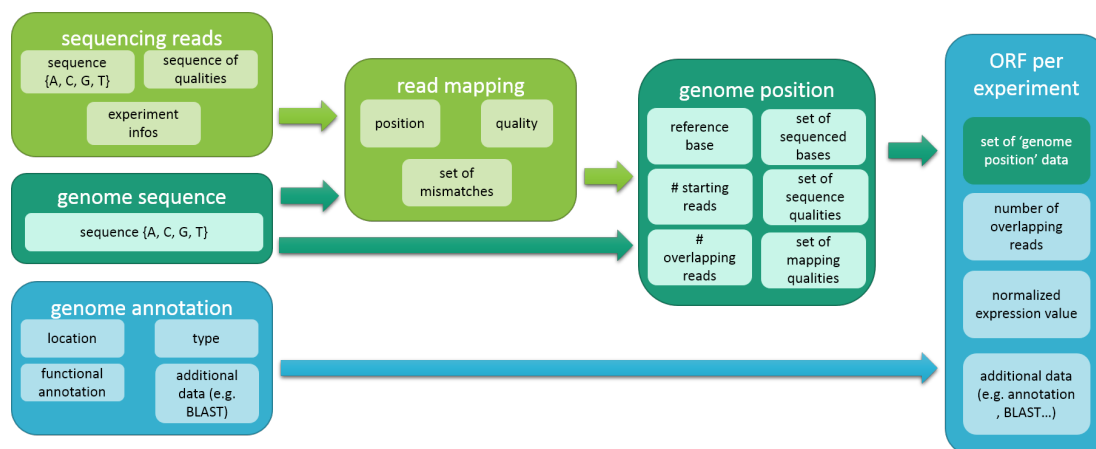 sequencing reads
sequence
{A, C, G, T}
sequence of
qualities
experiment
infos
genome sequence
sequence {A, C, G, T}
genome annotation
location
type
functional
annotation
additional
data (e.g.
BLAST)
read mapping
position
quality
set of
mismatches
genome position
reference
base
set of
sequenced
bases
# starting
reads
set of
sequence
qualities
#
overlapping
reads
set of
mapping
qualities
ORF per
experiment
set of ‘genome
position’ data
number of
overlapping
reads
normalized
expression value
additional data
(e.g. annotation
, BLAST...)